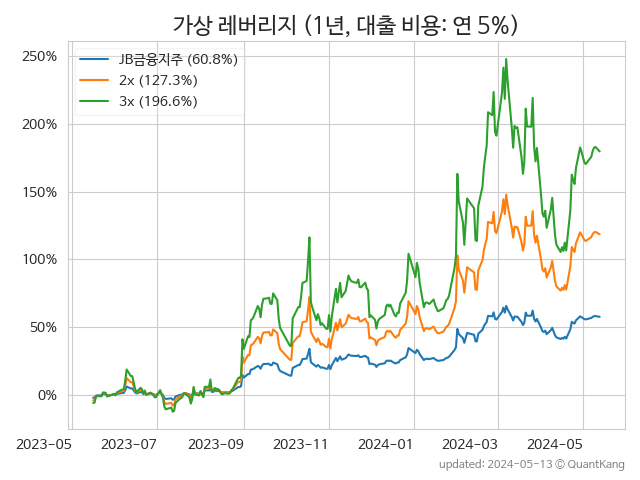 가상 레버리지 (1년, 대출 비용: 연 5%)
250%
200%
150%
100%
50%
0%
JB금융지주 (60.8%)
2x (127.3%)
3x (196.6%)
2023-05 2023-07 2023-09 2023-11 2024-01 2024-03 2024-05
updated: 2024-05-13 © QuantKang